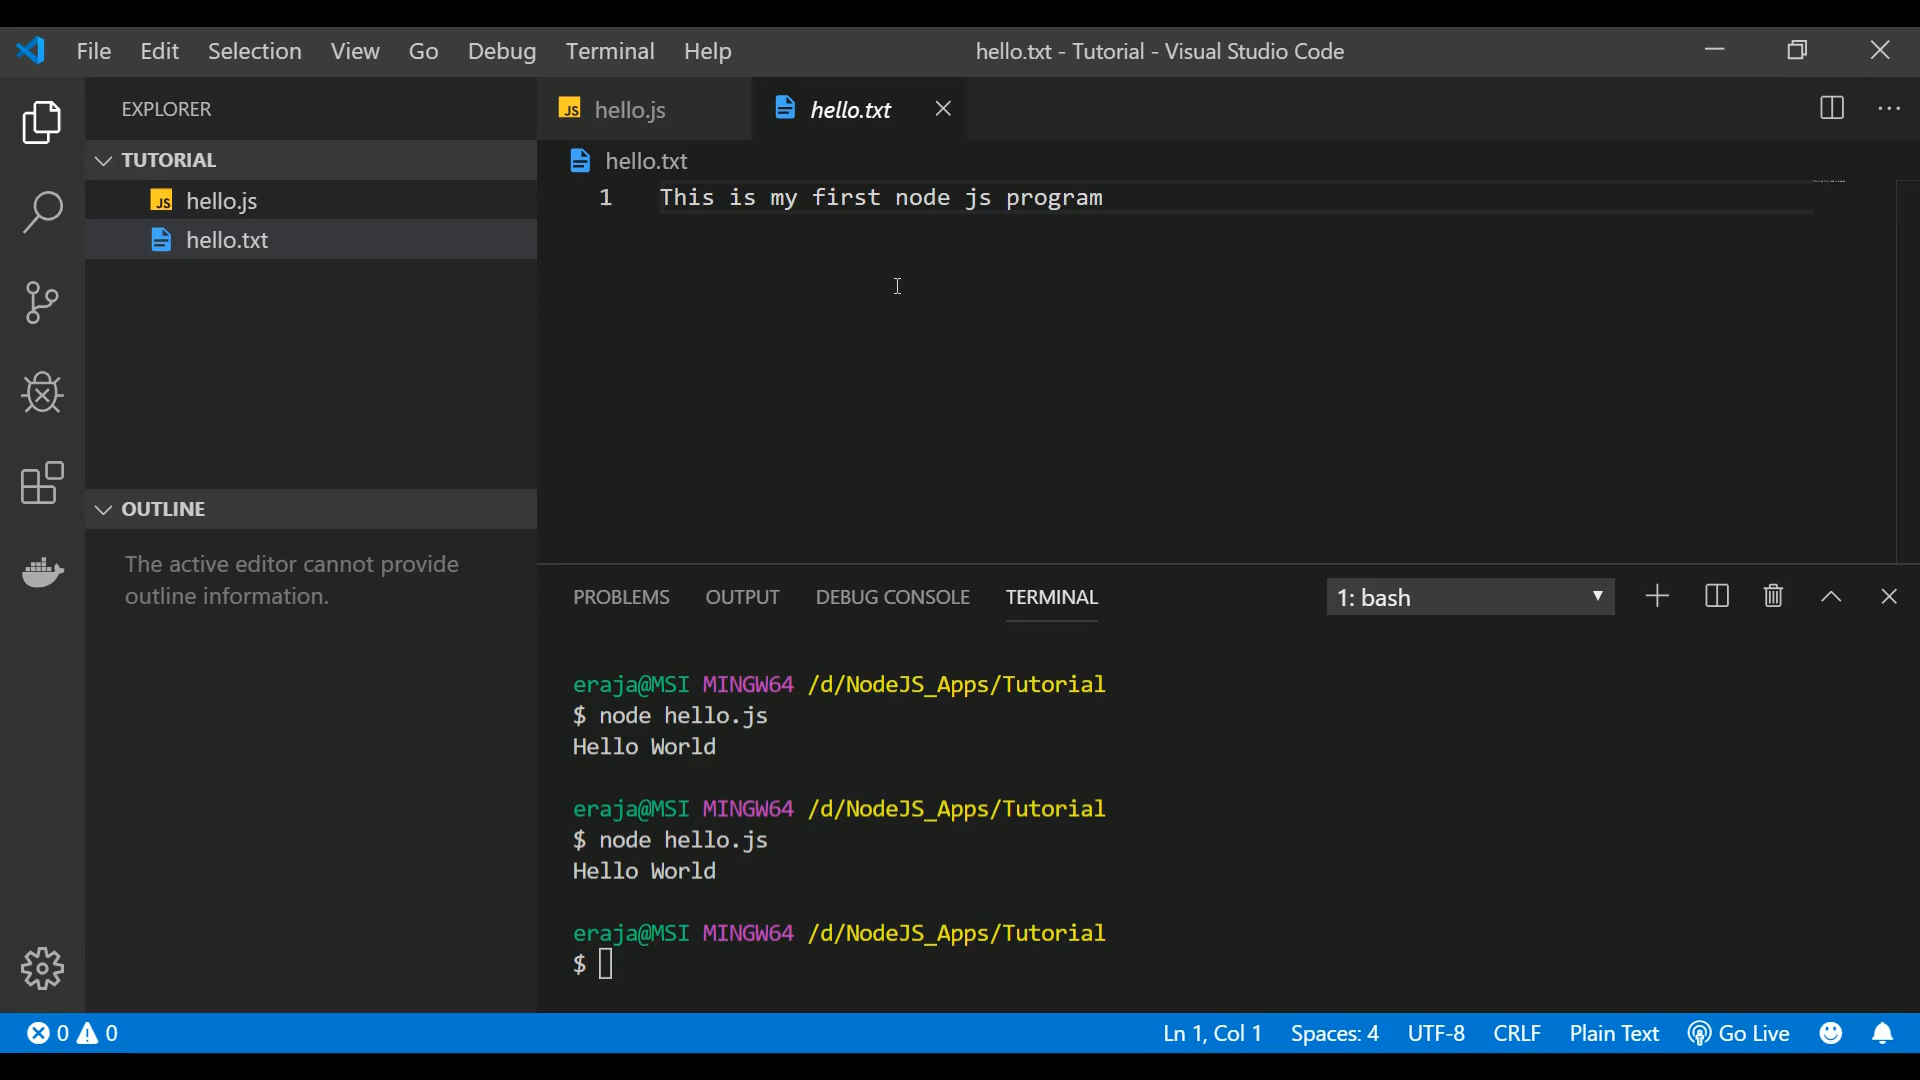 File Edit Selection View Go Debug Terminal Help hello.txt - Tutorial - Visual Studio Code
EXPLORER
TUTORIAL
JS hello.js
hello.txt
OUTLINE
The active editor cannot provide
outline information.
JS hello.js hello.txt
hello.txt
1 This is my first node js program
PROBLEMS OUTPUT DEBUG CONSOLE TERMINAL 1: bash
eraja@MSI MINGW64 /d/NodeJS_Apps/Tutorial
$ node hello.js
Hello World
eraja@MSI MINGW64 /d/NodeJS_Apps/Tutorial
$ node hello.js
Hello World
eraja@MSI MINGW64 /d/NodeJS_Apps/Tutorial
$
0 0 Ln 1, Col 1 Spaces: 4 UTF-8 CRLF Plain Text Go Live